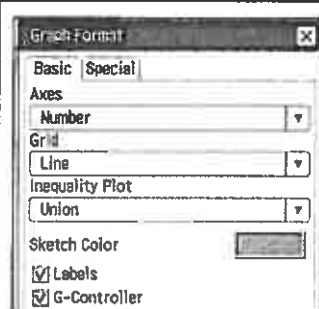 Graph Format
Basic Special
Axes
Number
Grid
Line
Inequality Plot
Union
Sketch Color
Labels
G-Controller